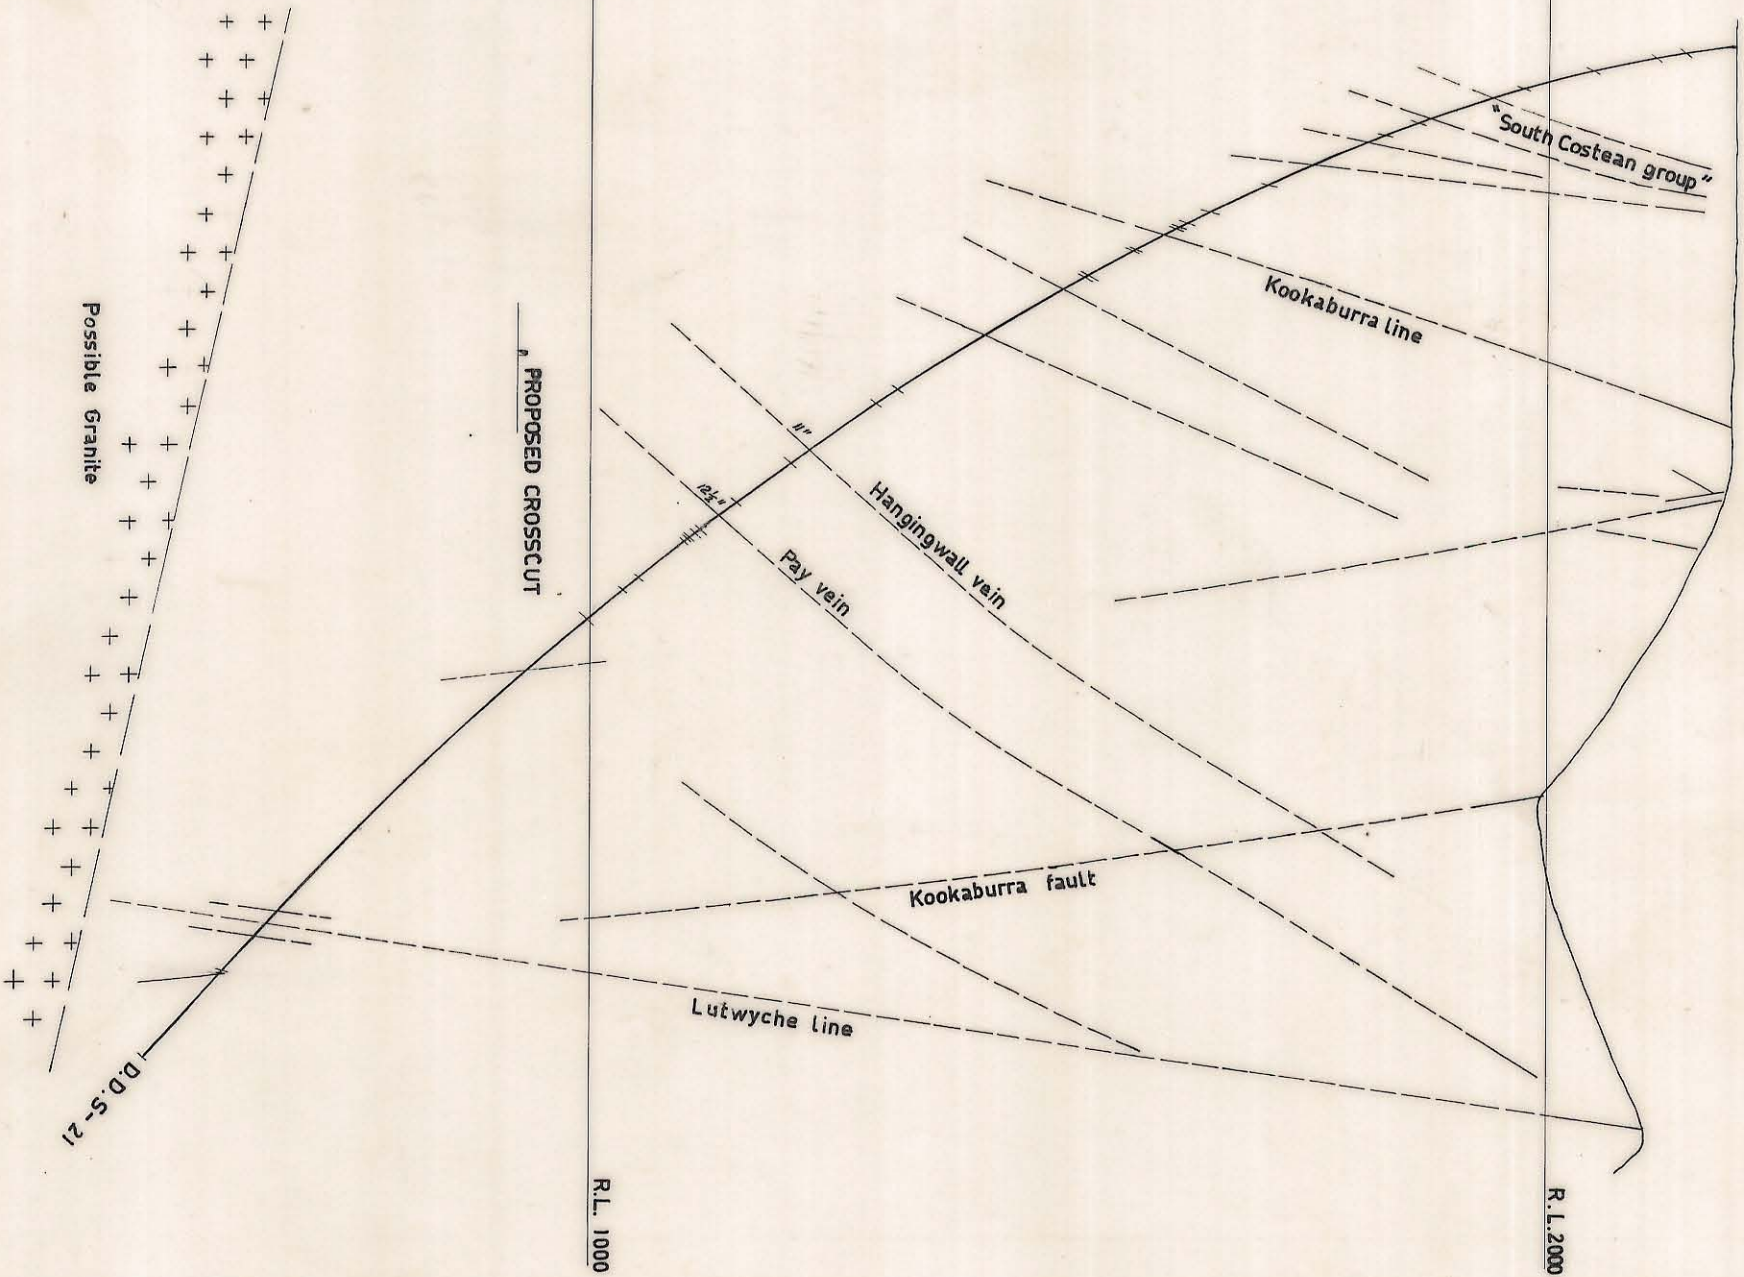 "South Costean group"
Kookaburra line
Hangingwall vein
Pay vein
11"
12½"
PROPOSED CROSSCUT
Possible Granite
Kookaburra fault
Lutwyche line
D.D.S-21
R.L. 1000
R.L.2000